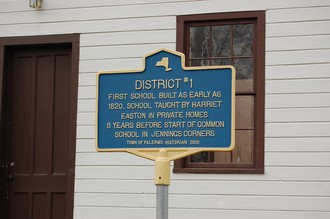 DISTRICT #1
FIRST SCHOOL BUILT AS EARLY AS
1820. SCHOOL TAUGHT BY HARRIET
EASTON IN PRIVATE HOMES
8 YEARS BEFORE START OF COMMON
SCHOOL IN JENNINGS CORNERS
TOWN OF PALERMO HISTORIAN 2000